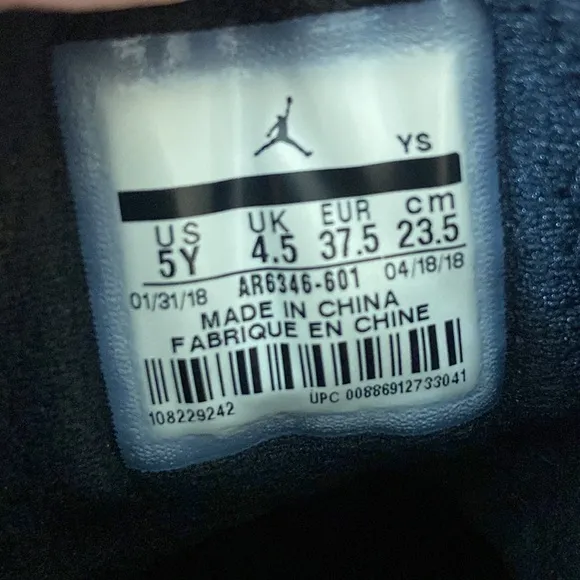 YS
US UK EUR cm
5Y 4.5 37.5 23.5
01/31/18 AR6346-601 04/18/18
MADE IN CHINA
FABRIQUE EN CHINE
108229242 UPC 00886912733041